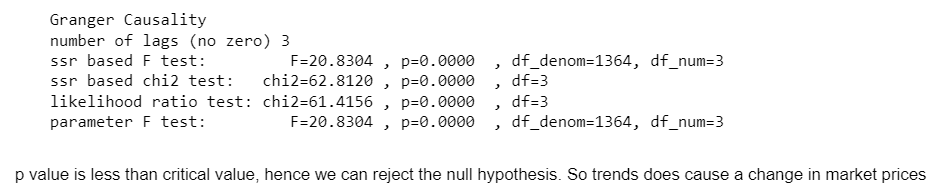 Granger Causality
number of lags (no zero) 3
ssr based F test:         F=20.8304 , p=0.0000  , df_denom=1364, df_num=3
ssr based chi2 test:   chi2=62.8120 , p=0.0000  , df=3
likelihood ratio test: chi2=61.4156 , p=0.0000  , df=3
parameter F test:         F=20.8304 , p=0.0000  , df_denom=1364, df_num=3
p value is less than critical value, hence we can reject the null hypothesis. So trends does cause a change in market prices